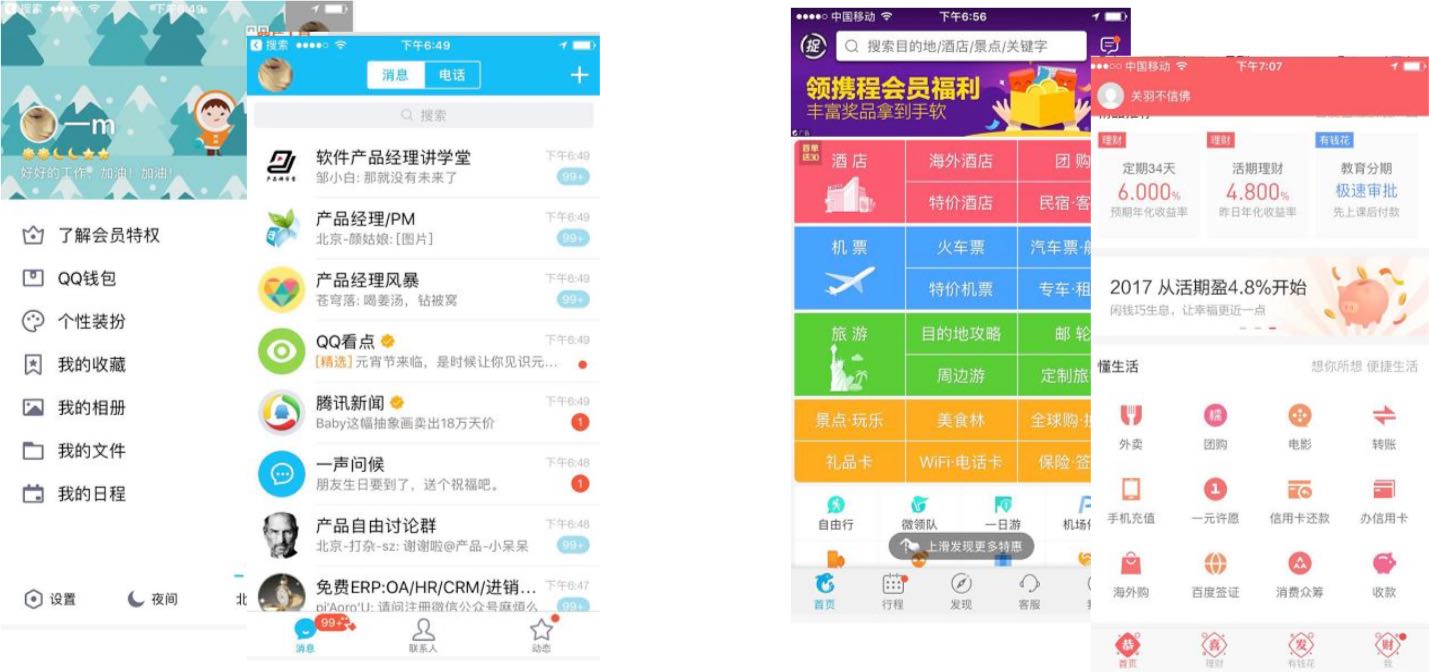 搜索
下午6:49
一m
好好的工作，加油！加油！
了解会员特权
QQ钱包
个性装扮
我的收藏
我的相册
我的文件
我的日程
设置
夜间
北
搜索
下午6:49
消息
电话
搜索
软件产品经理讲学堂
下午6:49
邹小白: 那就没有未来了
99+
产品经理/PM
下午6:49
北京-颜姑娘: [图片]
99+
产品经理风暴
下午6:49
苍穹落: 喝姜汤，钻被窝
99+
QQ看点
下午6:49
[精选] 元宵节来临，是时候让你见识元...
腾讯新闻
下午6:49
Baby这幅抽象画卖出18万天价
1
一声问候
下午6:48
朋友生日要到了，送个祝福吧。
1
产品自由讨论群
下午6:48
北京-打杂-sz: 谢谢啦@产品-小呆呆
99+
免费ERP:OA/HR/CRM/进销...
下午6:47
pi'Aoro'U: 请问注册微信公众号麻烦么
99+
99+
消息
联系人
动态
中国移动
下午6:56
捉
搜索目的地/酒店/景点/关键字
领携程会员福利
丰富奖品拿到手软
广告
首单
酒店
海外酒店
团购
特价酒店
民宿·客
机票
火车票
汽车票·船
特价机票
专车·租
旅游
目的地攻略
邮轮
周边游
定制旅
景点·玩乐
美食林
全球购·
礼品卡
WiFi·电话卡
保险·签
自由行
微领队
一日游
机场停
上滑发现更多特惠
首页
行程
发现
客服
中国移动
下午7:07
关羽不信佛
理财
理财
有钱花
定期34天
活期理财
教育分期
6.000%
4.800%
极速审批
预期年化收益率
昨日年化收益率
先上课后付款
2017 从活期盈4.8%开始
闲钱巧生息，让幸福更近一点
懂生活
想你所想 便捷生活
外卖
糯
团购
电影
转账
手机充值
1
一元许愿
信用卡还款
办信用卡
海外购
百度签证
消费众筹
收款
恭
喜
发
财
首页
理财
有钱花